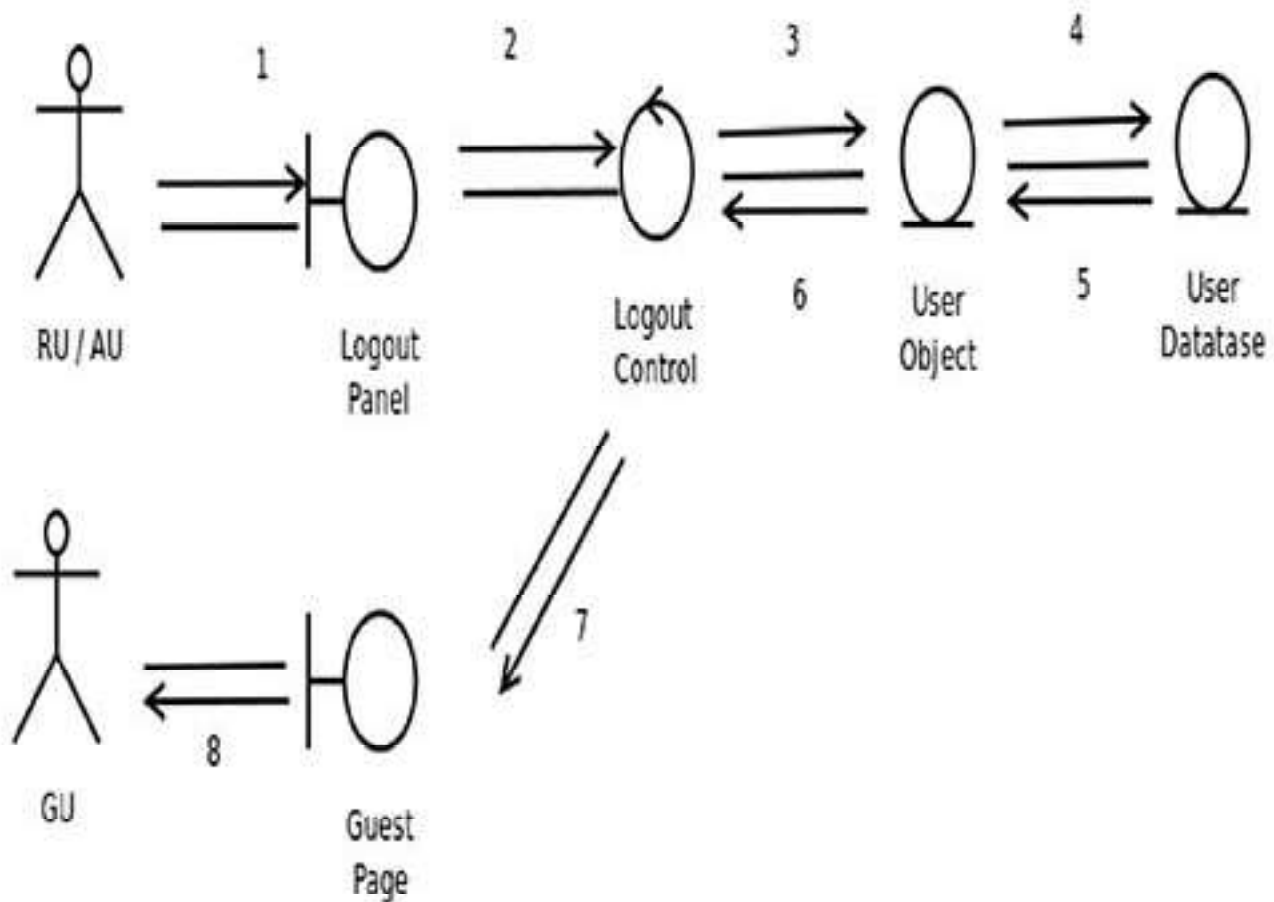 1
2
3
4
RU / AU
Logout
Panel
Logout
Control
6
User
Object
5
User
Datatase
7
8
GU
Guest
Page